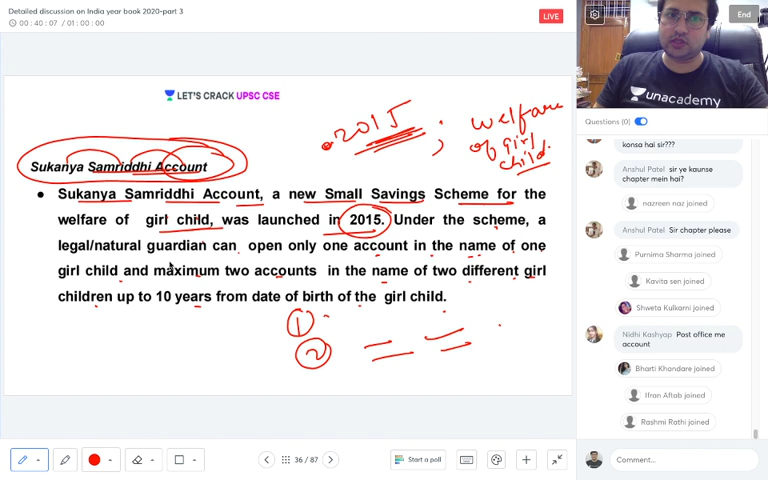 Detailed discussion on India year book 2020-part 3
00 : 40 : 07 / 01 : 00 : 00
LIVE
End
LET'S CRACK UPSC CSE
unacademy
.2015 ; welfare
of girl
child.
Sukanya Samriddhi Account
• Sukanya Samriddhi Account, a new Small Savings Scheme for the
welfare of girl child, was launched in 2015. Under the scheme, a
legal/natural guardian can open only one account in the name of one
girl child and maximum two accounts in the name of two different girl
children up to 10 years from date of birth of the girl child.
1
2
Questions (0)
konsa hai sir???
Anshul Patel sir ye kaunse
chapter mein hai?
nazreen naz joined
Anshul Patel Sir chapter please
Purnima Sharma joined
Kavita sen joined
Shweta Kulkarni joined
Nidhi Kashyap Post office me
account
Bharti Khandare joined
Ifran Aftab joined
Rashmi Rathi joined
36 / 87
Start a poll
Comment...